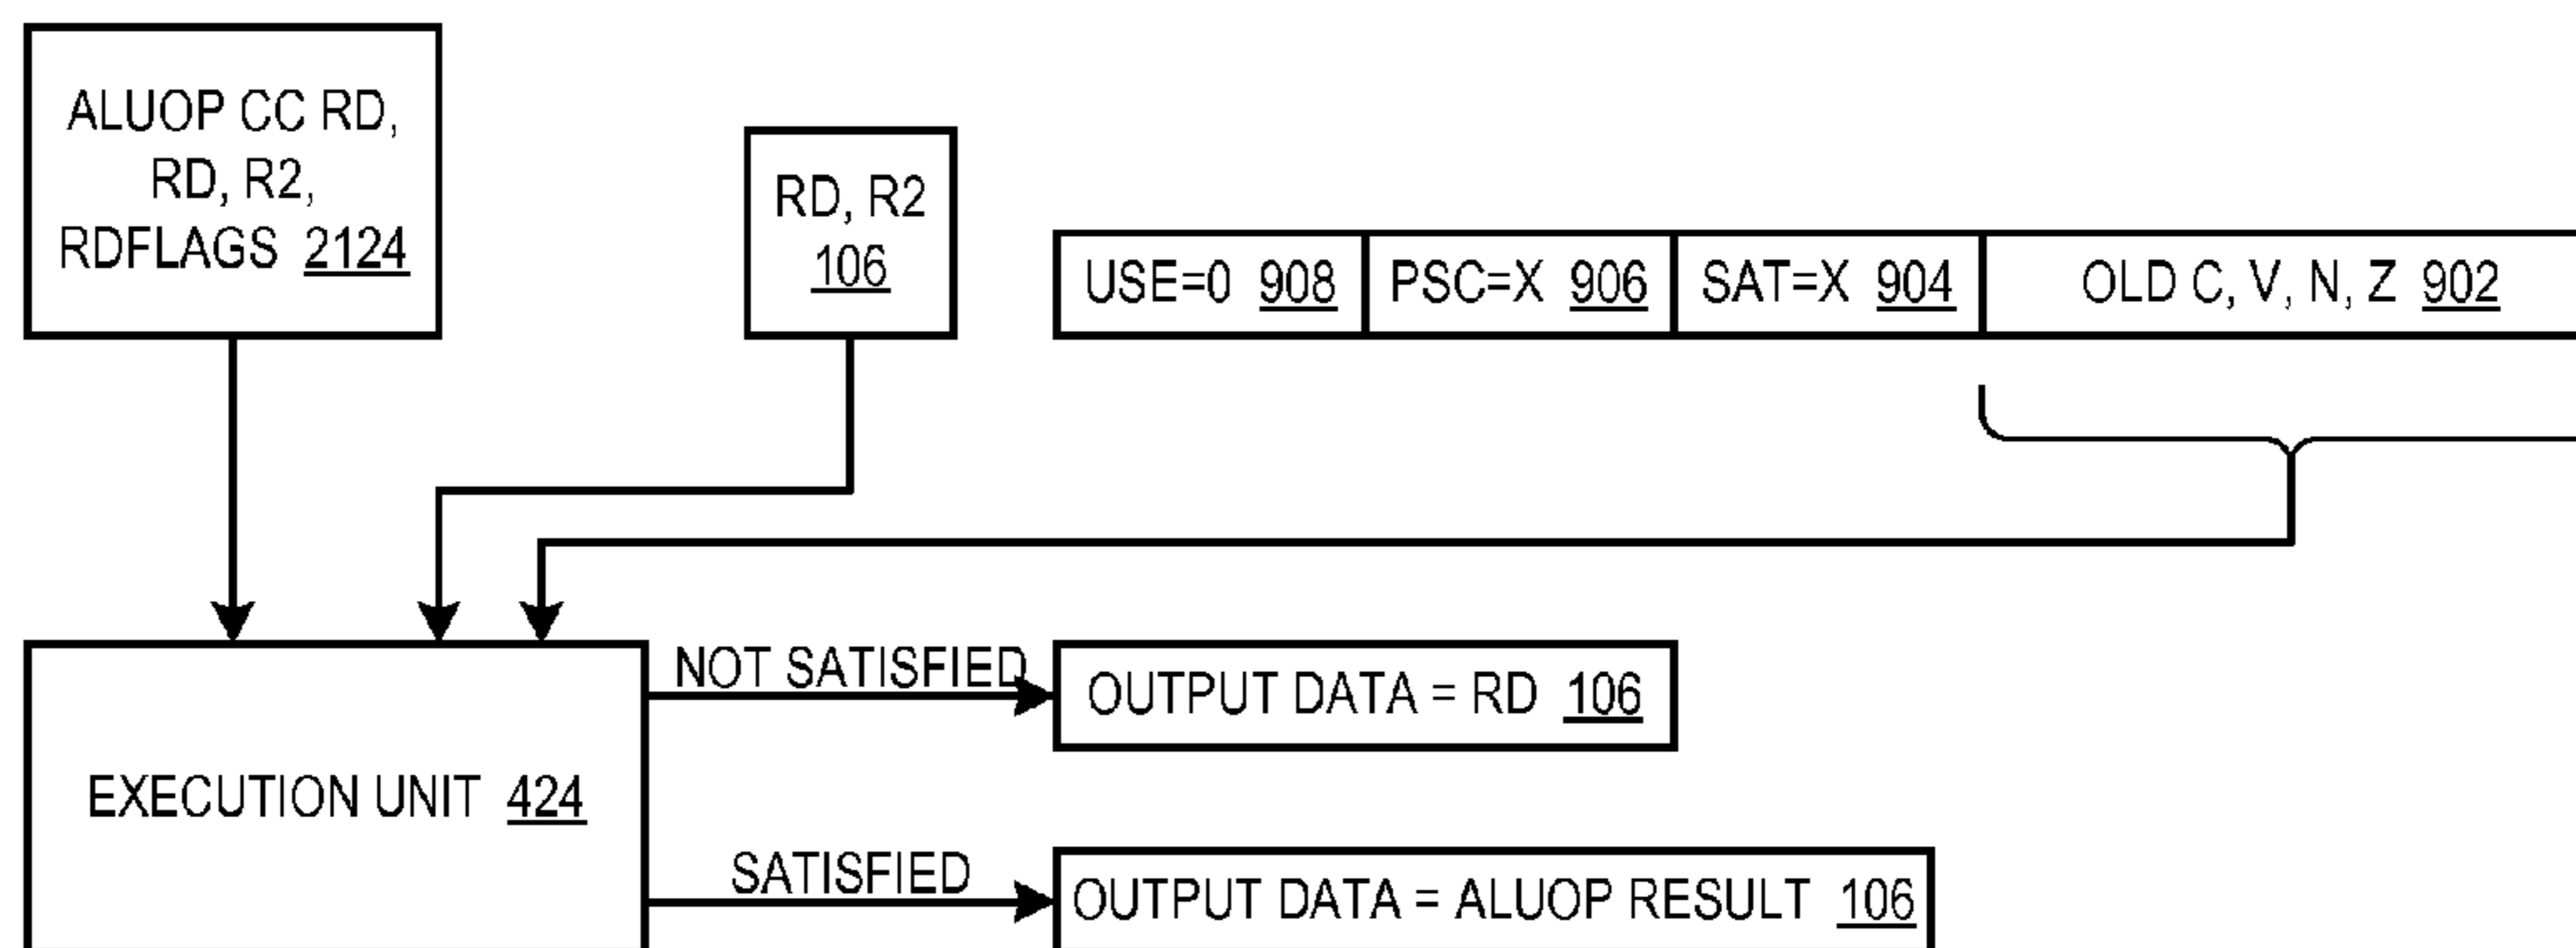 ALUOP CC RD,
RD, R2,
RDFLAGS 2124
RD, R2
106
USE=0 908
PSC=X 906
SAT=X 904
OLD C, V, N, Z 902
NOT SATISFIED
OUTPUT DATA = RD 106
EXECUTION UNIT 424
SATISFIED
OUTPUT DATA = ALUOP RESULT 106